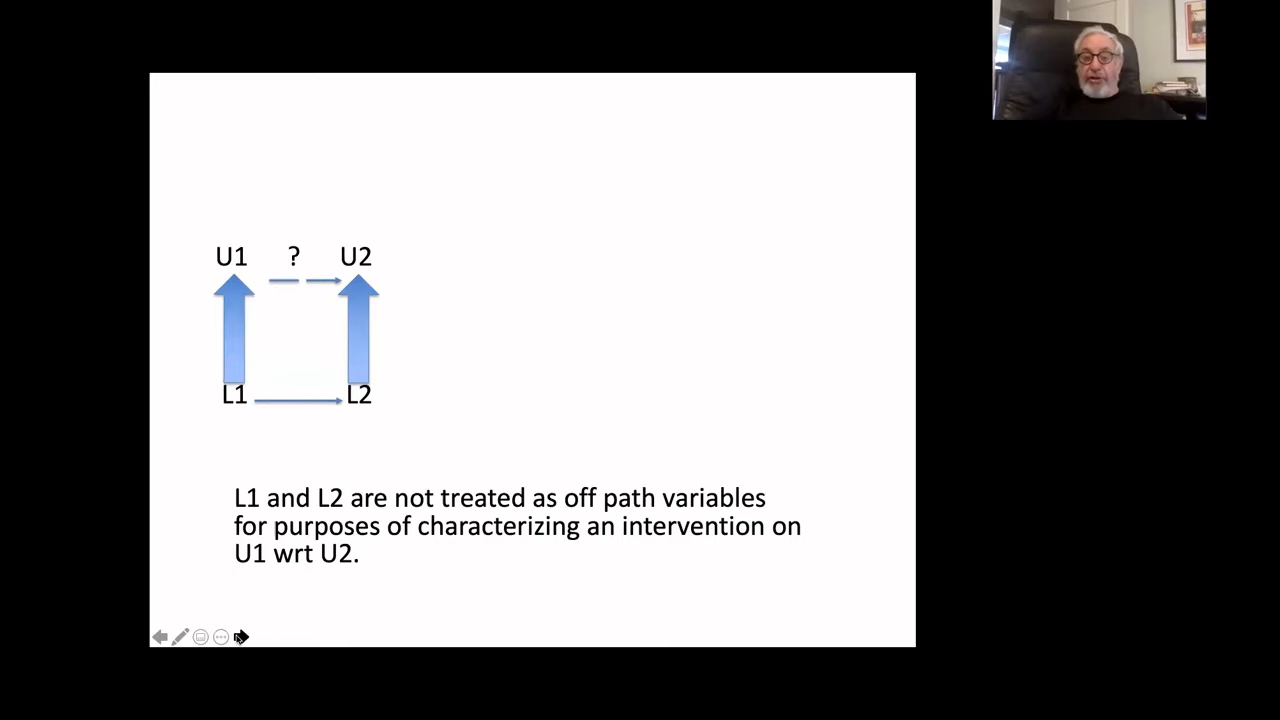 U1 ? U2
L1 L2
L1 and L2 are not treated as off path variables
for purposes of characterizing an intervention on
U1 wrt U2.